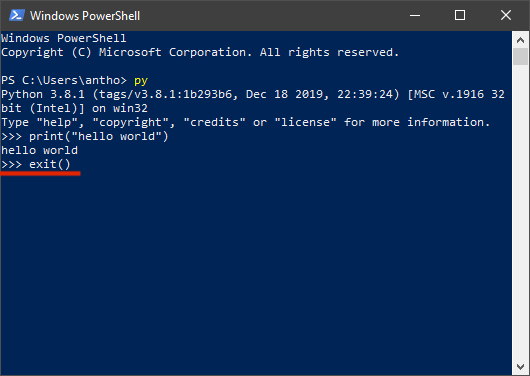 Windows PowerShell
Windows PowerShell
Copyright (C) Microsoft Corporation. All rights reserved.
PS C:\Users\antho> py
Python 3.8.1 (tags/v3.8.1:1b293b6, Dec 18 2019, 22:39:24) [MSC v.1916 32
bit (Intel)] on win32
Type "help", "copyright", "credits" or "license" for more information.
>>> print("hello world")
hello world
>>> exit()